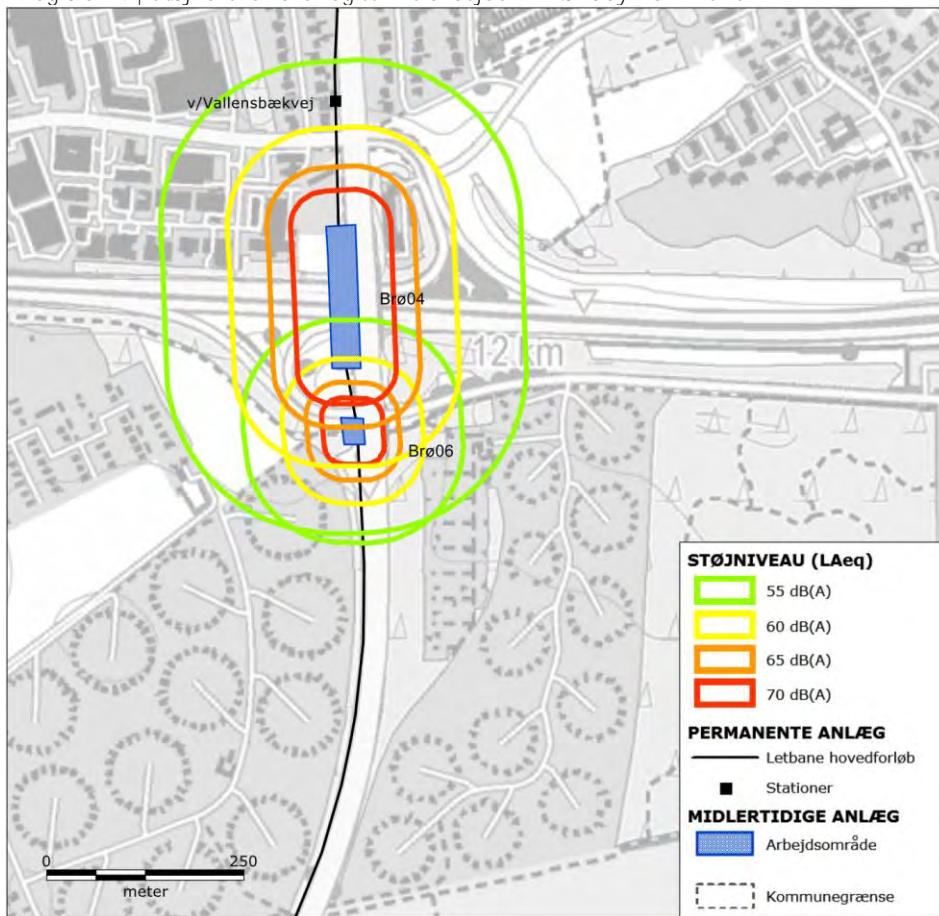 v/Vallensbækvej
Brø04
12 km
Brø06
STØJNIVEAU (LAeq)
55 dB(A)
60 dB(A)
65 dB(A)
70 dB(A)
PERMANENTE ANLÆG
Letbane hovedforløb
Stationer
MIDLERTIDIGE ANLÆG
Arbejdsområde
Kommunegrænse
0 250
meter